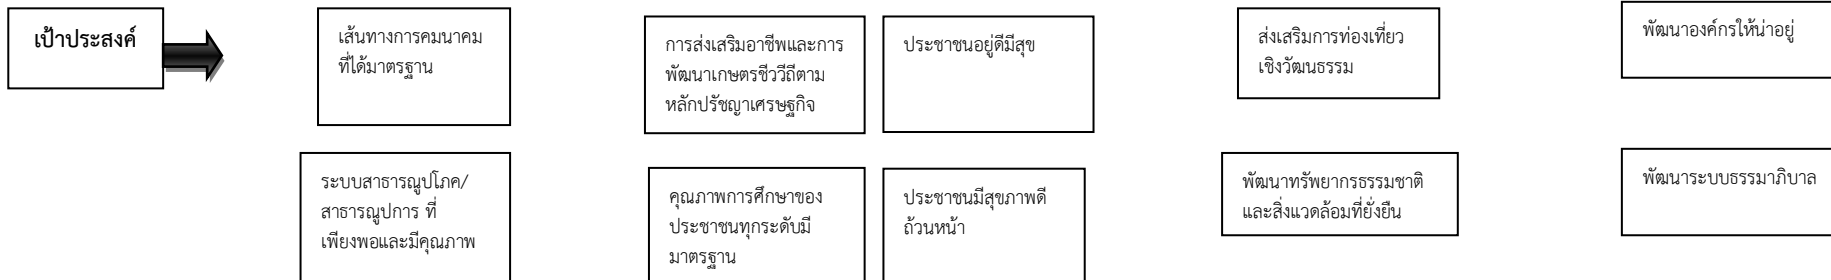 เป้าประสงค์
เส้นทางการคมนาคม
ที่ได้มาตรฐาน
การส่งเสริมอาชีพและการ
พัฒนาเกษตรชีววีถีตาม
หลักปรัชญาเศรษฐกิจ
ประชาชนอยู่ดีมีสุข
ส่งเสริมการท่องเที่ยว
เชิงวัฒนธรรม
พัฒนาองค์กรให้น่าอยู่
ระบบสาธารณูปโภค/
สาธารณูปการ ที่
เพียงพอและมีคุณภาพ
คุณภาพการศึกษาของ
ประชาชนทุกระดับมี
มาตรฐาน
ประชาชนมีสุขภาพดี
ถ้วนหน้า
พัฒนาทรัพยากรธรรมชาติ
และสิ่งแวดล้อมที่ยั่งยืน
พัฒนาระบบธรรมาภิบาล